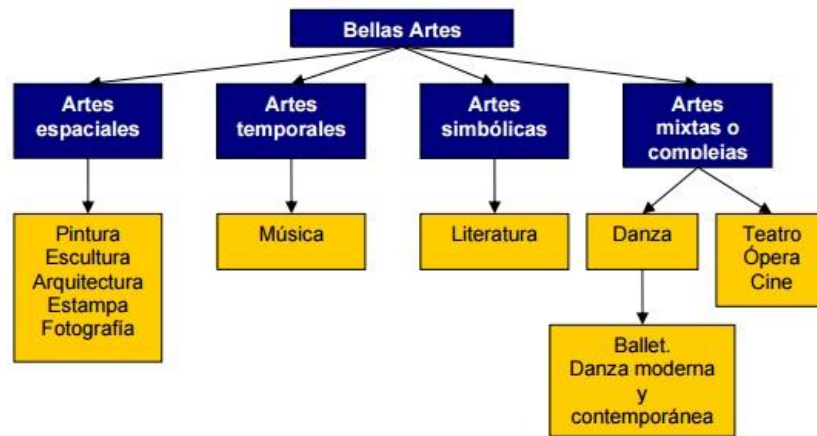 Bellas Artes
Artes
espaciales
Artes
temporales
Artes
simbólicas
Artes
mixtas o
complejas
Pintura
Escultura
Arquitectura
Estampa
Fotografía
Música
Literatura
Danza
Teatro
Ópera
Cine
Ballet.
Danza moderna
y
contemporánea